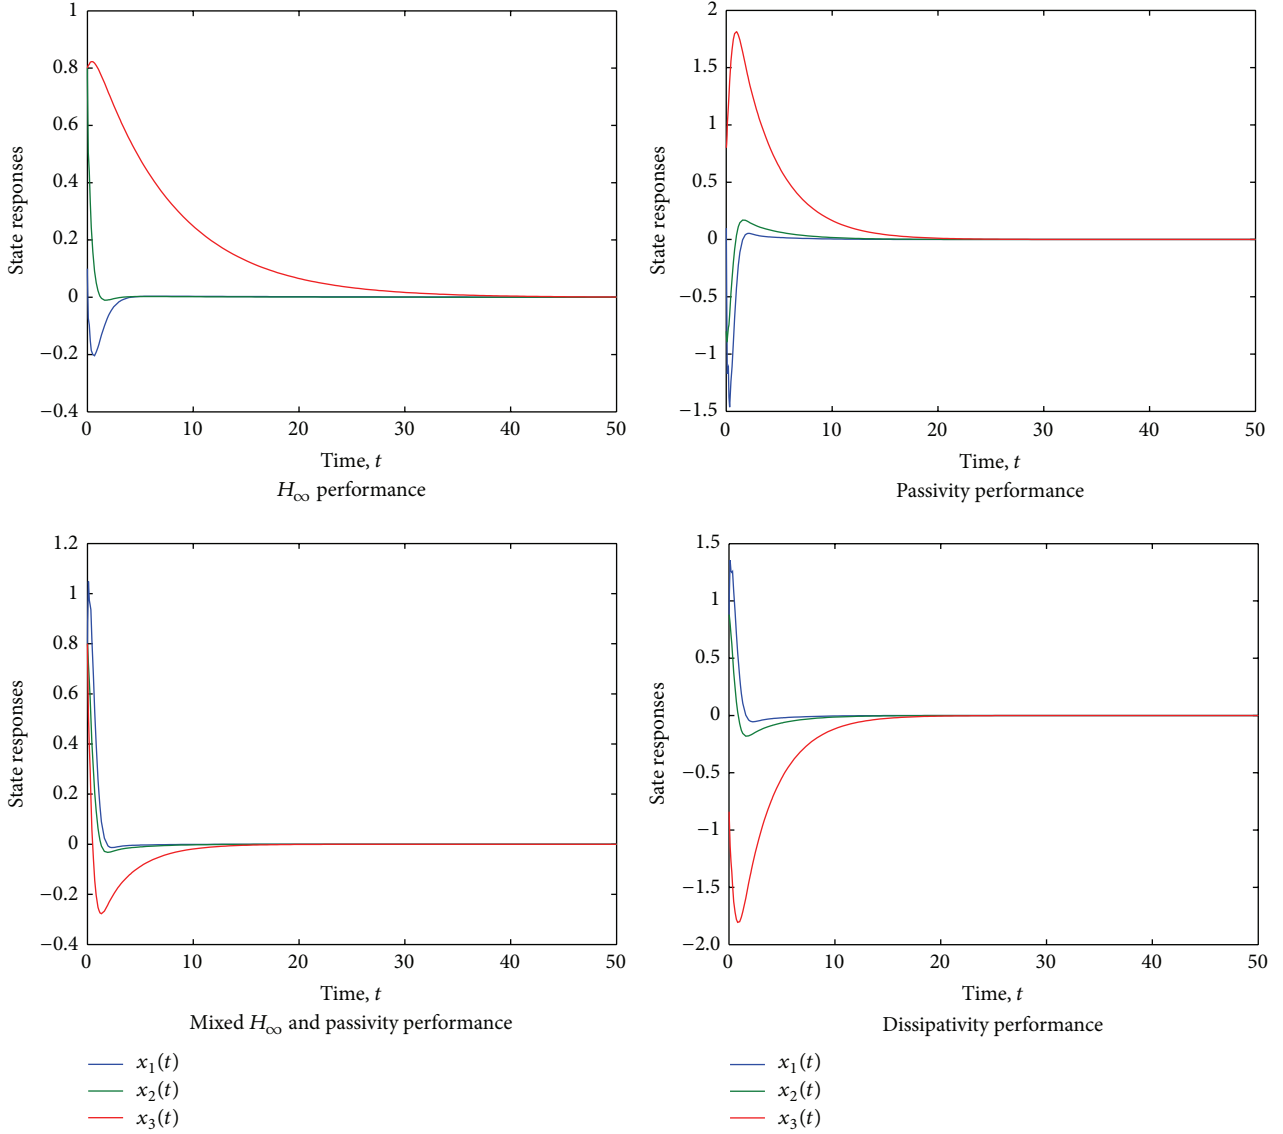 1
0.8
0.6
0.4
0.2
0
−0.2
−0.4
0 10 20 30 40 50
State responses
Time, t
H∞ performance
2
1.5
1
0.5
0
−0.5
−1
−1.5
0 10 20 30 40 50
State responses
Time, t
Passivity performance
1.2
1
0.8
0.6
0.4
0.2
0
−0.2
−0.4
0 10 20 30 40 50
State responses
Time, t
Mixed H∞ and passivity performance
x1(t)
x2(t)
x3(t)
1.5
1
0.5
0
−0.5
−1
−1.5
−2.0
0 10 20 30 40 50
Sate responses
Time, t
Dissipativity performance
x1(t)
x2(t)
x3(t)